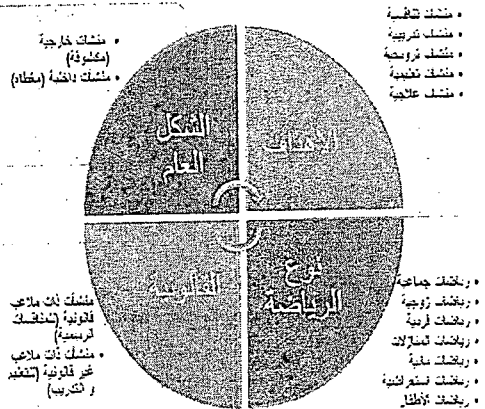 • منشآت تنافسية
• منشآت تدريبية
• منشآت ترويحية
• منشآت تعليمية
• منشآت علاجية
• منشآت خارجية
(مكشوفة)
• منشآت داخلية (مغطاه)
الشكل
العام
الأهداف
القانونية
نوع
الرياضة
منشآت ذات ملاعب
قانونية (للمنافسات
الرسمية)
• منشآت ذات ملاعب
غير قانونية (للتعليم
و التدريب)
• رياضات جماعية
• رياضات زوجية
• رياضات فردية
• رياضات المنازلات
• رياضات مائية
• رياضات استعراضية
• رياضات الأطفال